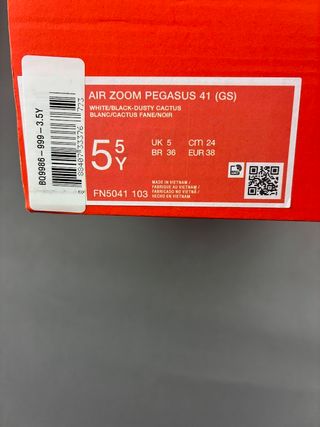 AIR ZOOM PEGASUS 41 (GS)
WHITE/BLACK-DUSTY CACTUS
BLANC/CACTUS FANE/NOIR
5 5Y
UK 5 cm 24
BR 36 EUR 38
FN5041 103
MADE IN VIETNAM /
FABRIQUÉ AU VIETNAM /
FABRICADO NO VIETNÃ /
HECHO EN VIETNAM
BQ9986-999-3.5Y